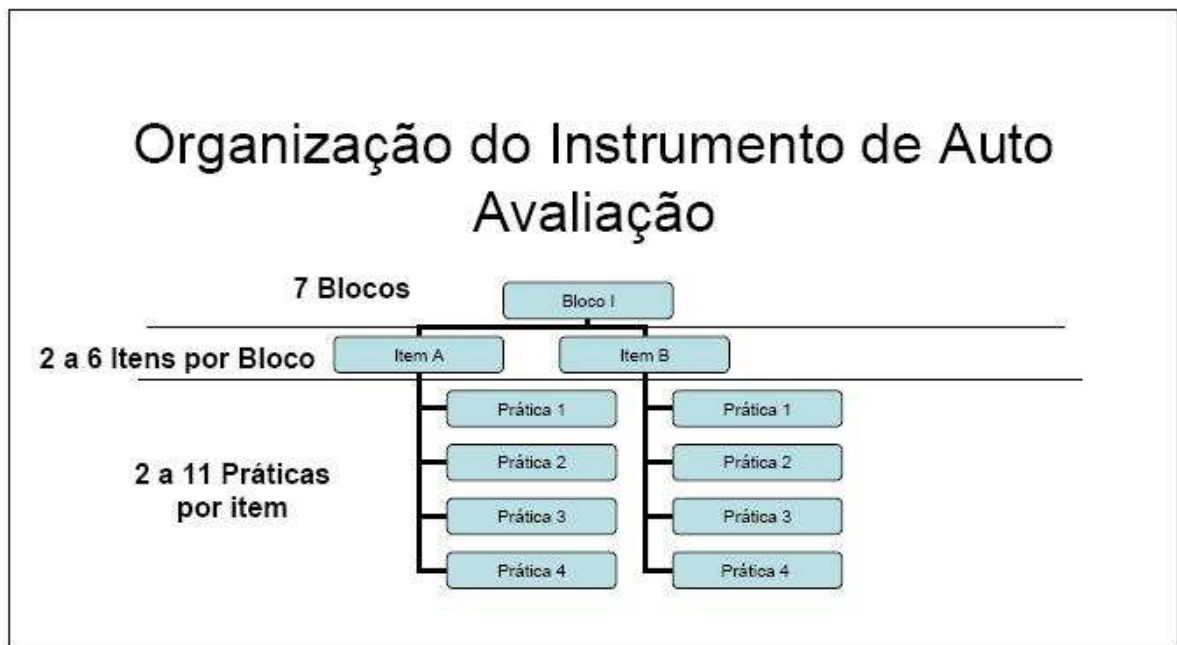 Organização do Instrumento de Auto
Avaliação
7 Blocos
Bloco I
2 a 6 Itens por Bloco
Item A
Item B
2 a 11 Práticas
por item
Prática 1
Prática 2
Prática 3
Prática 4
Prática 1
Prática 2
Prática 3
Prática 4